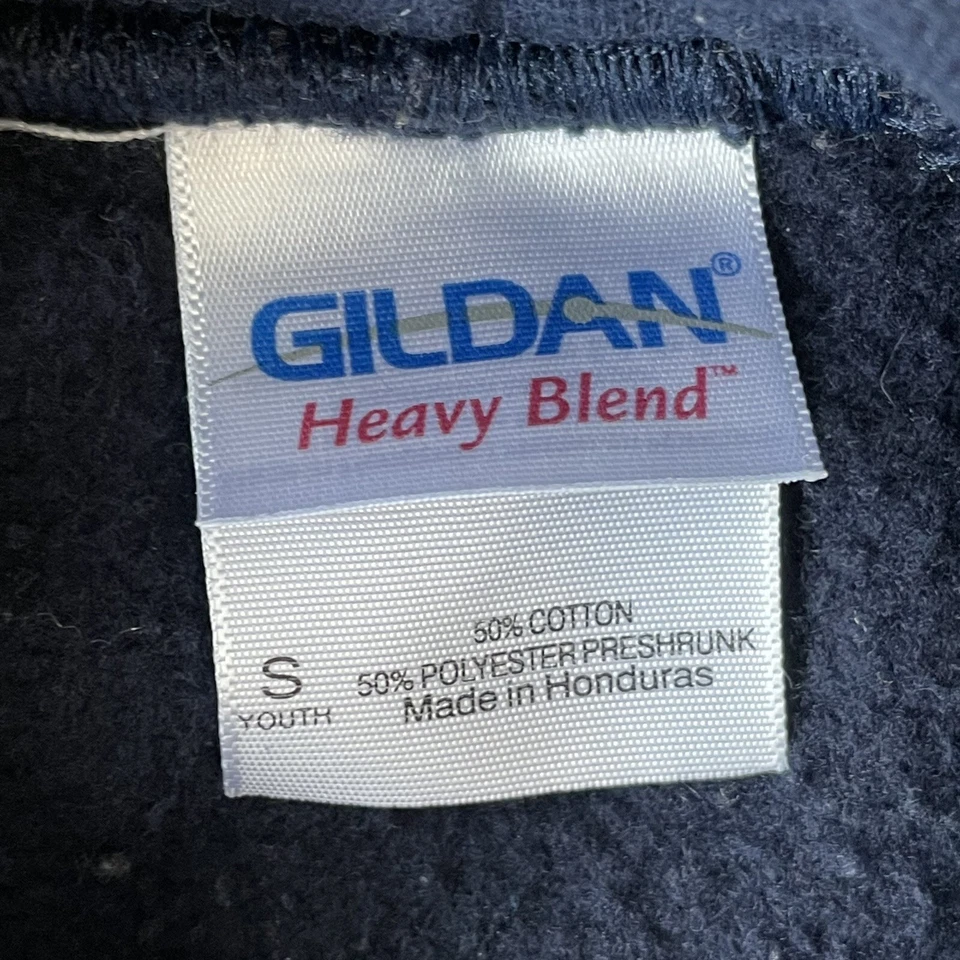 GILDAN®
Heavy Blend™
50% COTTON
50% POLYESTER PRESHRUNK
Made in Honduras
S
YOUTH